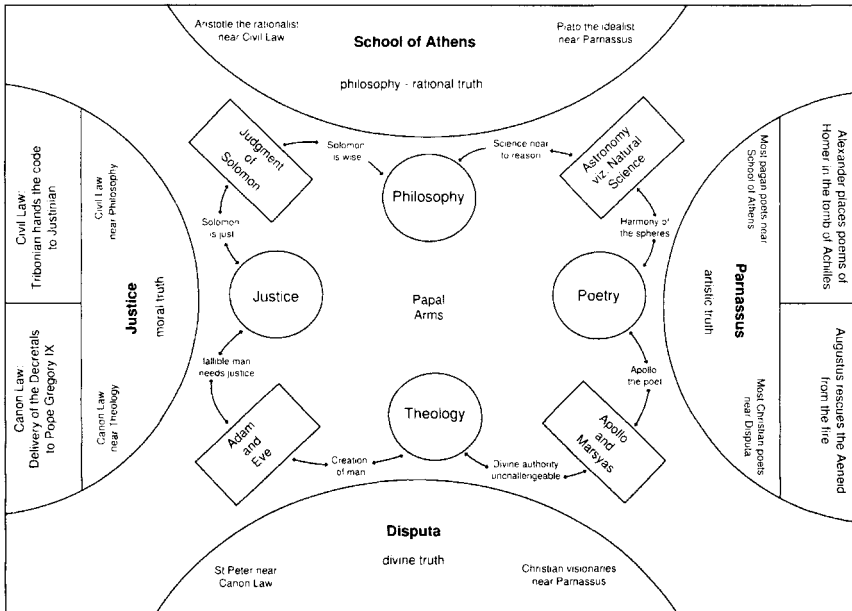 Aristotle the rationalist
near Civil Law
School of Athens
Plato the idealist
near Parnassus
philosophy - rational truth
Judgment
of
Solomon
Solomon
is wise
Philosophy
Science near
to reason
Astronomy
viz. Natural
Science
Civil Law:
Tribonian hands the code
to Justinian
Civil Law
near Philosophy
Solomon
is just
Harmony of
the spheres
Most pagan poets near
School of Athens
Alexander places poems of
Homer in the tomb of Achilles
Justice
moral truth
Justice
Papal
Arms
Poetry
artistic truth
Parnassus
Canon Law:
Delivery of the Decretals
to Pope Gregory IX
Canon Law
near Theology
fallible man
needs justice
Adam
and
Eve
Creation
of man
Theology
Divine authority
unchallengeable
Apollo
and
Marsyas
Apollo
the poet
Most Christian poets
near Disputa
Augustus rescues the Aeneid
from the fire
Disputa
divine truth
St Peter near
Canon Law
Christian visionaries
near Parnassus